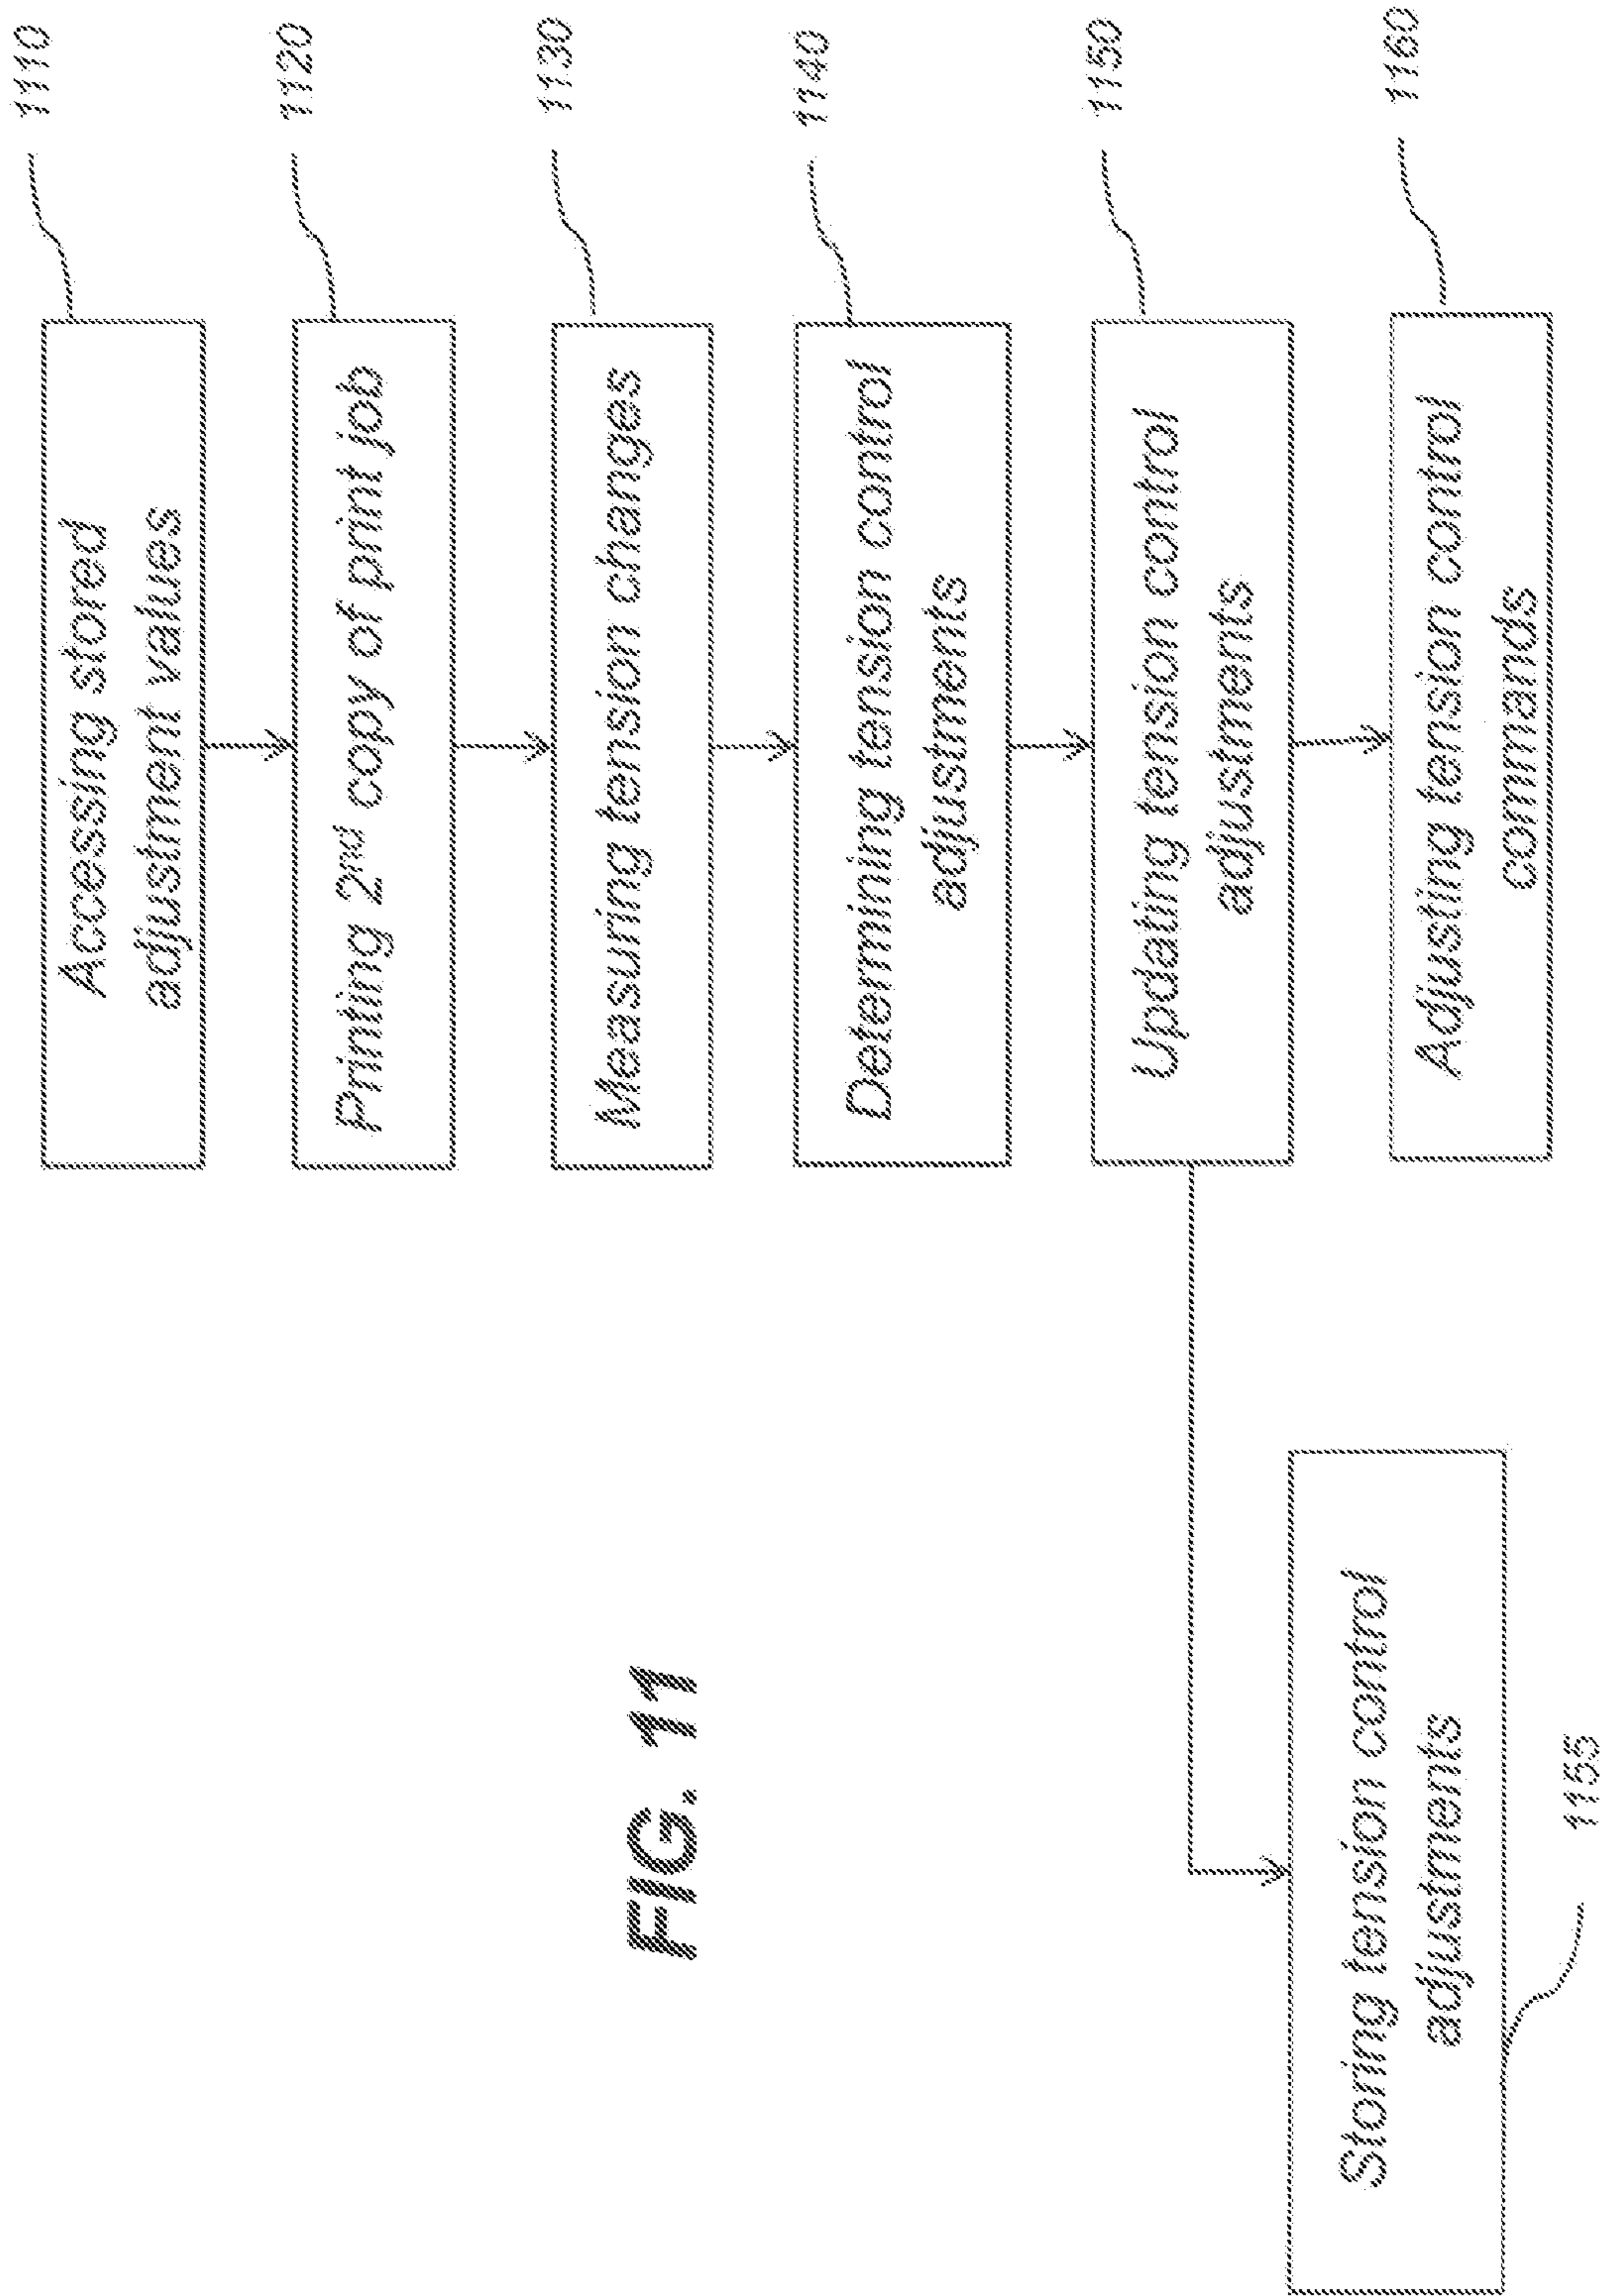 1110
Accessing stored
adjustment values
1120
Printing 2nd copy of print job
1130
Measuring tension changes
1140
Determining tension control
adjustments
1150
Updating tension control
adjustments
1160
Adjusting tension control
commands
Storing tension control
adjustments
1155
FIG. 11